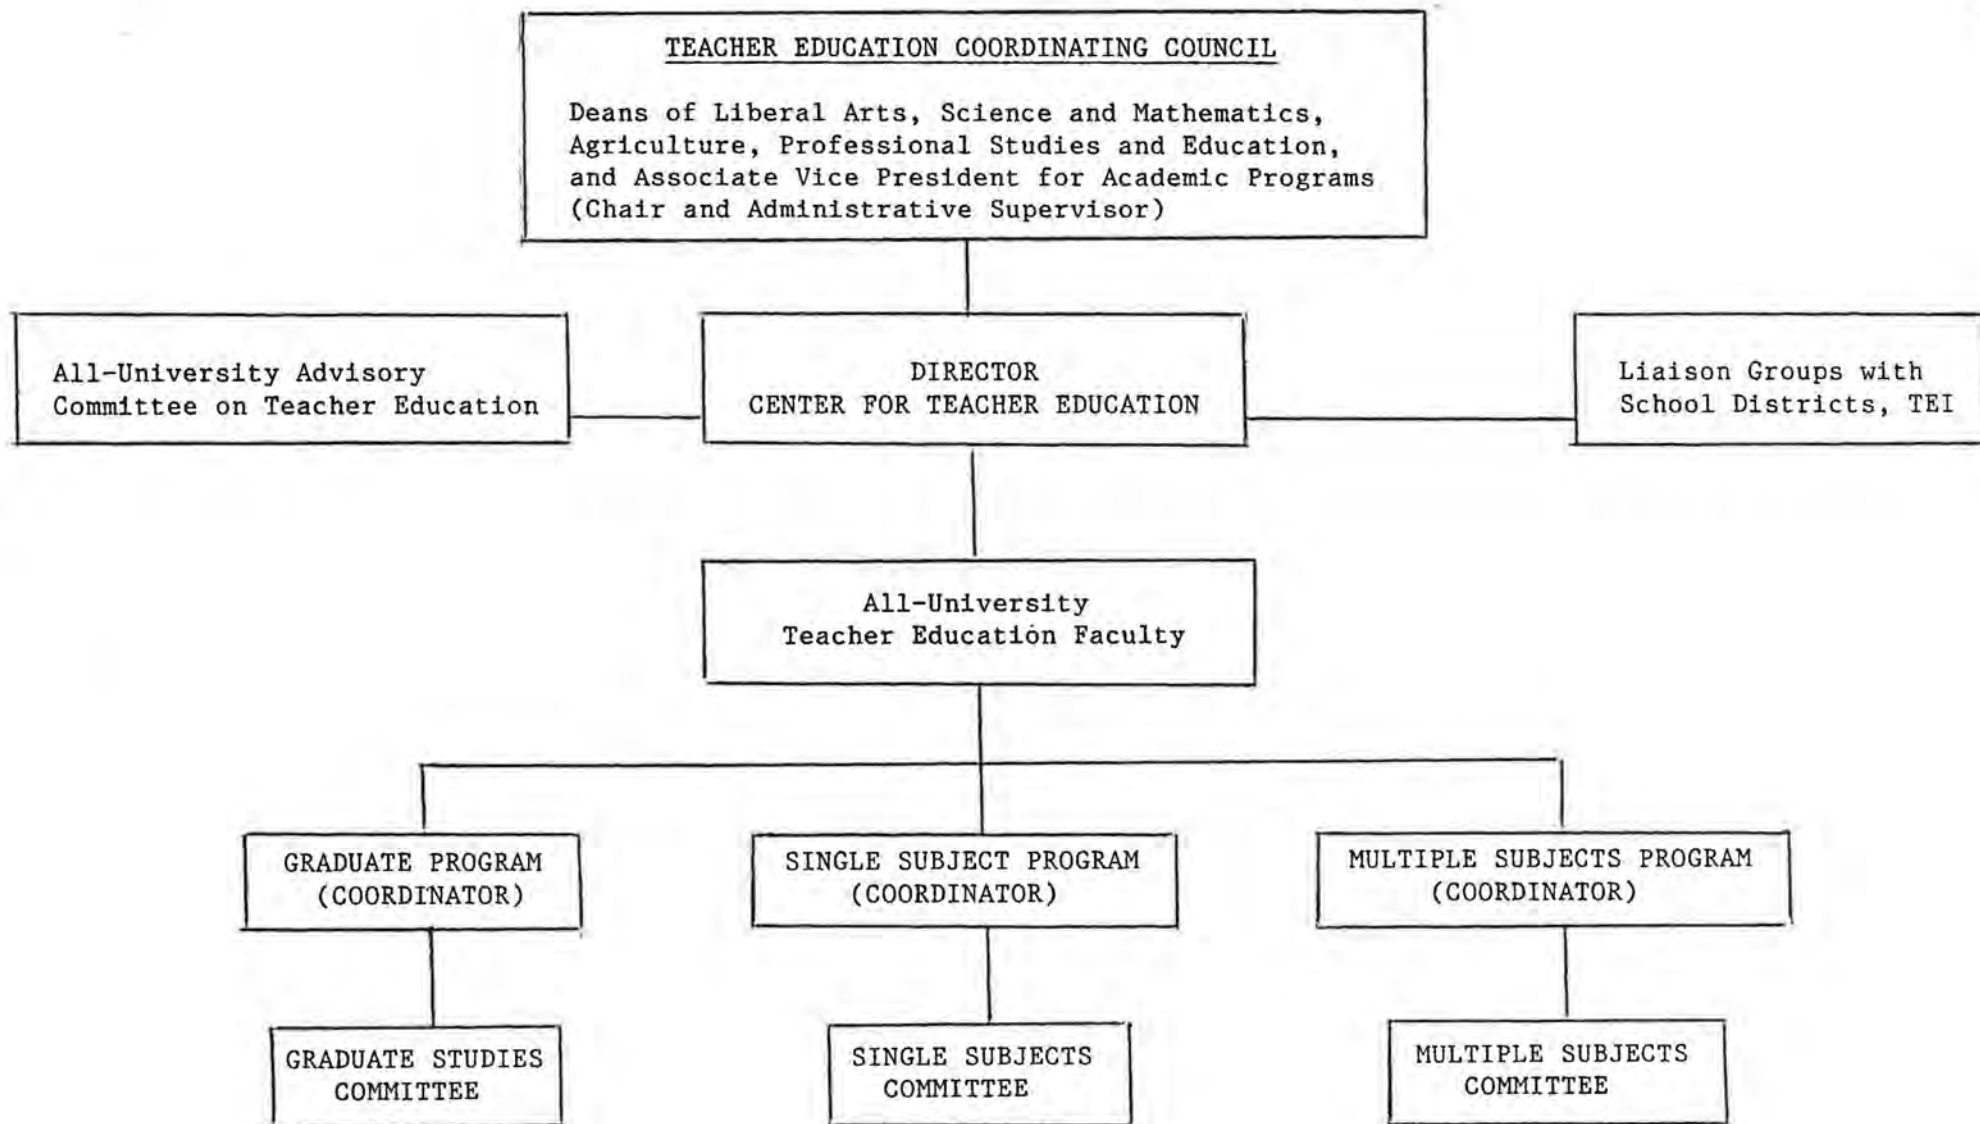 TEACHER EDUCATION COORDINATING COUNCIL
Deans of Liberal Arts, Science and Mathematics,
Agriculture, Professional Studies and Education,
and Associate Vice President for Academic Programs
(Chair and Administrative Supervisor)
All-University Advisory
Committee on Teacher Education
DIRECTOR
CENTER FOR TEACHER EDUCATION
Liaison Groups with
School Districts, TEI
All-University
Teacher Education Faculty
GRADUATE PROGRAM
(COORDINATOR)
SINGLE SUBJECT PROGRAM
(COORDINATOR)
MULTIPLE SUBJECTS PROGRAM
(COORDINATOR)
GRADUATE STUDIES
COMMITTEE
SINGLE SUBJECTS
COMMITTEE
MULTIPLE SUBJECTS
COMMITTEE